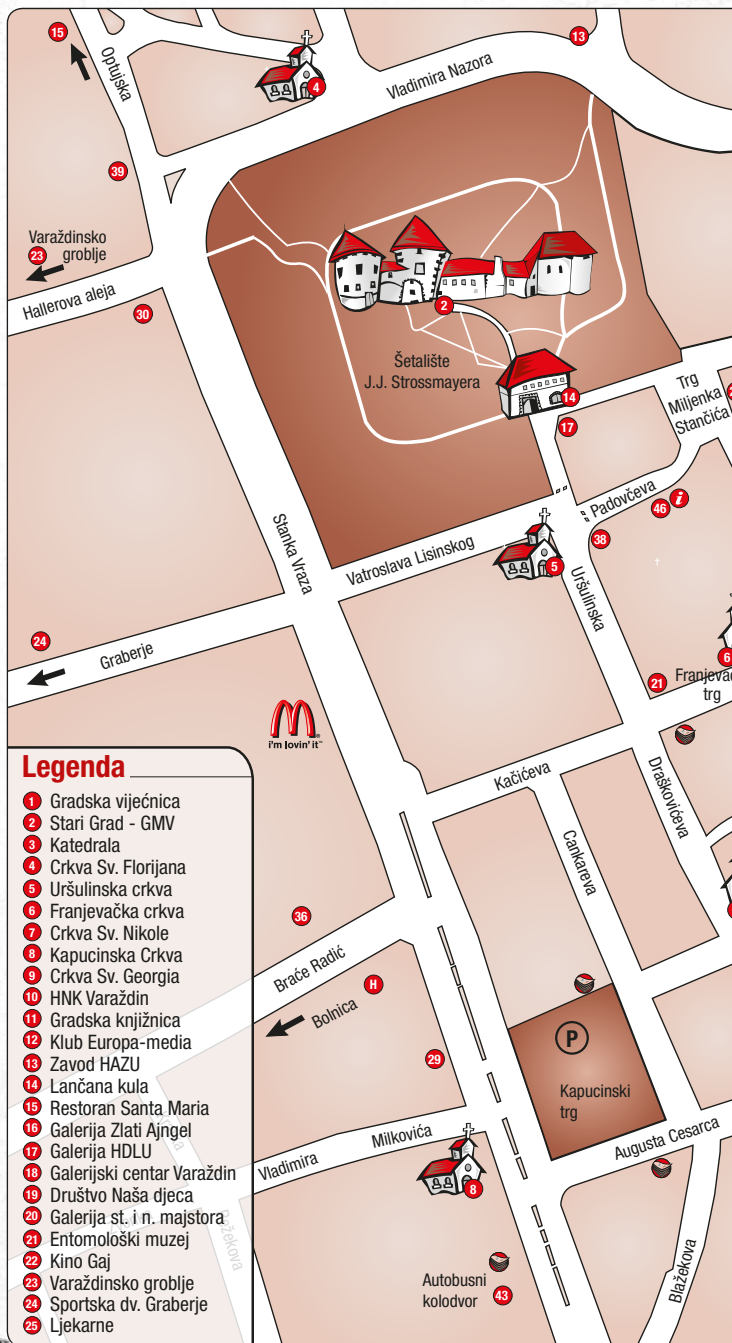 15
Optujska
4
Vladimira Nazora
13
39
Varaždinsko
23 groblje
Hallerova aleja
30
2
Šetalište
J.J. Strossmayera
14
17
Trg
Miljenka
Stančića
Padovčeva
46 i
38
Stanka Vraza
Vatroslava Lisinskog
5
Uršulinska
24
Graberje
6
21
trg
i'm lovin' it™
Kačićeva
Draškovićeva
Cankareva
36
Braće Radić
H
Bolnica
29
P
Kapucinski
trg
Augusta Cesarca
Vladimira Milkovića
8
Autobusni
kolodvor 43
Blažekova
Legenda
1 Gradska vijećnica
2 Stari Grad - GMV
3 Katedrala
4 Crkva Sv. Florijana
5 Uršulinska crkva
6 Franjevačka crkva
7 Crkva Sv. Nikole
8 Kapucinska Crkva
9 Crkva Sv. Georgia
10 HNK Varaždin
11 Gradska knjižnica
12 Klub Europa-media
13 Zavod HAZU
14 Lančana kula
15 Restoran Santa Maria
16 Galerija Zlati Ajngel
17 Galerija HDLU
18 Galerijski centar Varaždin
19 Društvo Naša djeca
20 Galerija st. i n. majstora
21 Entomološki muzej
22 Kino Gaj
23 Varaždinsko groblje
24 Sportska dv. Graberje
25 Ljekarne